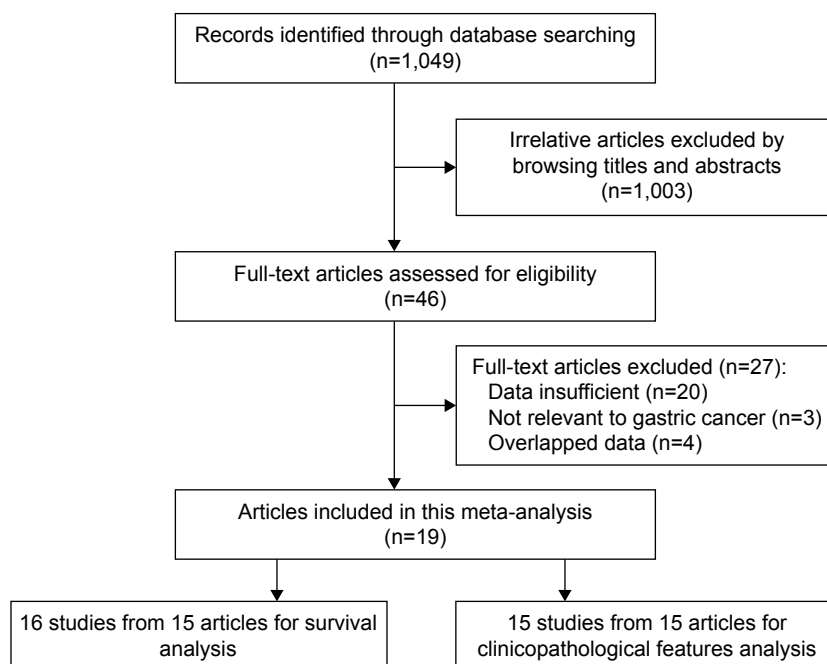 Records identified through database searching
(n=1,049)
Irrelative articles excluded by
browsing titles and abstracts
(n=1,003)
Full-text articles assessed for eligibility
(n=46)
Full-text articles excluded (n=27):
Data insufficient (n=20)
Not relevant to gastric cancer (n=3)
Overlapped data (n=4)
Articles included in this meta-analysis
(n=19)
16 studies from 15 articles for survival
analysis
15 studies from 15 articles for
clinicopathological features analysis